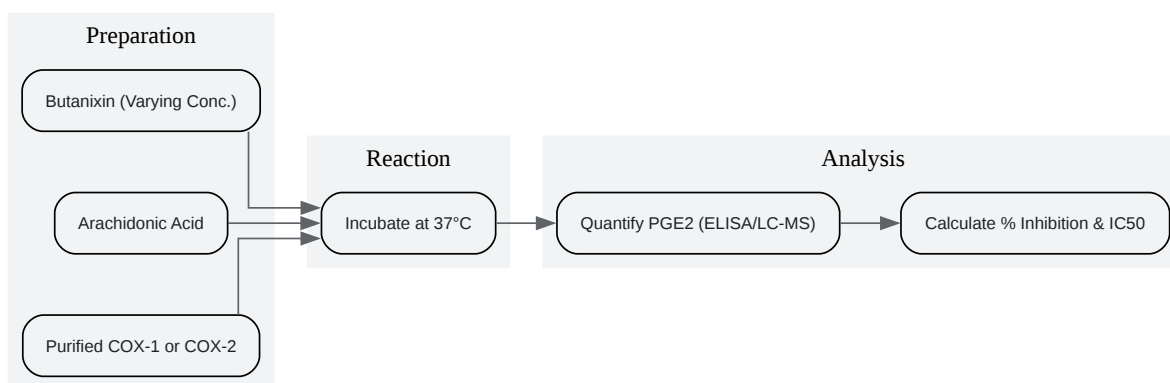 Preparation
Butanixin (Varying Conc.)
Arachidonic Acid
Purified COX-1 or COX-2
Reaction
Incubate at 37°C
Analysis
Quantify PGE2 (ELISA/LC-MS)
Calculate % Inhibition & IC50